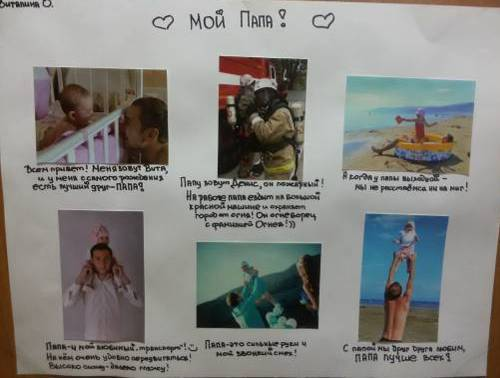 Виталина О.
Мой Папа!
Всем привет! Меня зовут Вита,
и у меня с самого рождения
есть лучший друг-ПАПА!
Папу зовут Денис, он пожарный!
На работе папа ездит на большой
красной машине и охраняет
город от огня! Он огнеборец
с фамилией Огнев!))
А когда у папы выходной-
мы не расстаёмся ни на миг!
Папа-и мой любимый транспорт!
На нём очень удобно передвигаться!
Высоко сижу-далеко гляжу!
Папа-это сильные руки и
мой звонкий смех!
С папой мы друг друга любим,
ПАПА лучше всех!